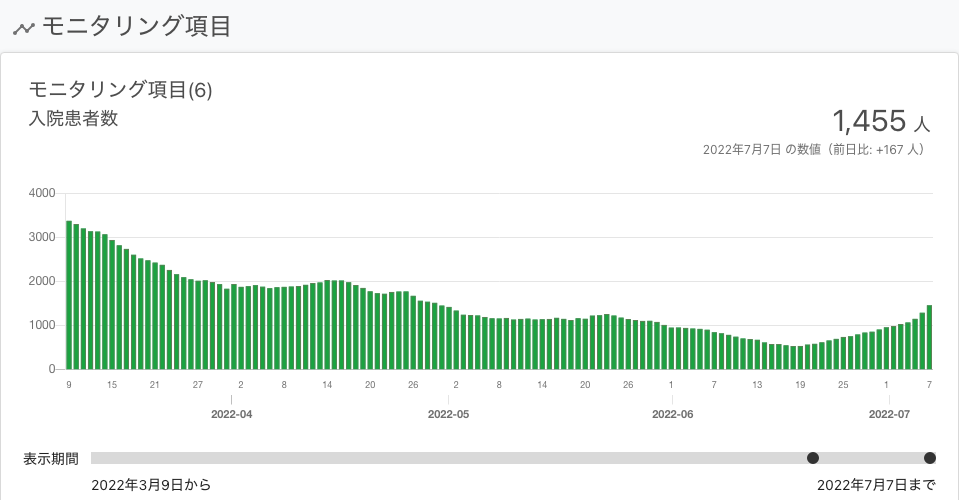 モニタリング項目
モニタリング項目(6)
入院患者数
1,455 人
2022年7月7日 の数値（前日比: +167 人）
4000
3000
2000
1000
0
9 15 21 27 2 8 14 20 26 2 8 14 20 26 1 7 13 19 25 1 7
2022-04 2022-05 2022-06 2022-07
表示期間
2022年3月9日から 2022年7月7日まで